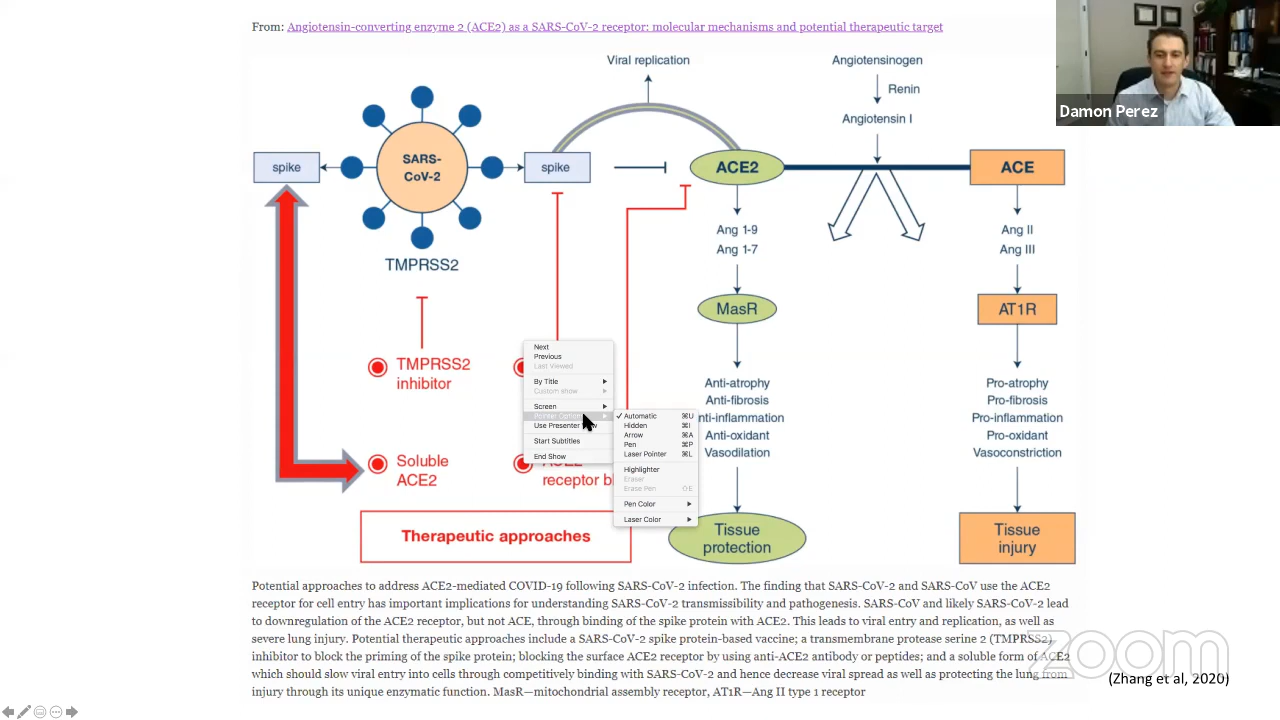 From: Angiotensin-converting enzyme 2 (ACE2) as a SARS-CoV-2 receptor: molecular mechanisms and potential therapeutic target
Damon Perez
Viral replication
Angiotensinogen
Renin
Angiotensin I
spike
SARS-
CoV-2
spike
ACE2
ACE
TMPRSS2
Ang 1-9
Ang 1-7
Ang II
Ang III
MasR
AT1R
TMPRSS2
inhibitor
Next
Previous
Last Viewed
By Title
Custom show
Screen
Pointer
Use Presenter
Start Subtitles
End Show
Automatic ⌘U
Hidden ⌘I
Arrow ⌘A
Pen ⌘P
Laser Pointer ⌘L
Highlighter
Eraser
Erase Pen ⇧E
Pen Color
Laser Color
Anti-atrophy
Anti-fibrosis
nti-inflammation
Anti-oxidant
Vasodilation
Pro-atrophy
Pro-fibrosis
Pro-inflammation
Pro-oxidant
Vasoconstriction
Soluble
ACE2
ACE2
receptor bl
Therapeutic approaches
Tissue
protection
Tissue
injury
Potential approaches to address ACE2-mediated COVID-19 following SARS-CoV-2 infection. The finding that SARS-CoV-2 and SARS-CoV use the ACE2
receptor for cell entry has important implications for understanding SARS-CoV-2 transmissibility and pathogenesis. SARS-CoV and likely SARS-CoV-2 lead
to downregulation of the ACE2 receptor, but not ACE, through binding of the spike protein with ACE2. This leads to viral entry and replication, as well as
severe lung injury. Potential therapeutic approaches include a SARS-CoV-2 spike protein-based vaccine; a transmembrane protease serine 2 (TMPRSS2)
inhibitor to block the priming of the spike protein; blocking the surface ACE2 receptor by using anti-ACE2 antibody or peptides; and a soluble form of ACE2
which should slow viral entry into cells through competitively binding with SARS-CoV-2 and hence decrease viral spread as well as protecting the lung from
injury through its unique enzymatic function. MasR—mitochondrial assembly receptor, AT1R—Ang II type 1 receptor
zoom
(Zhang et al, 2020)